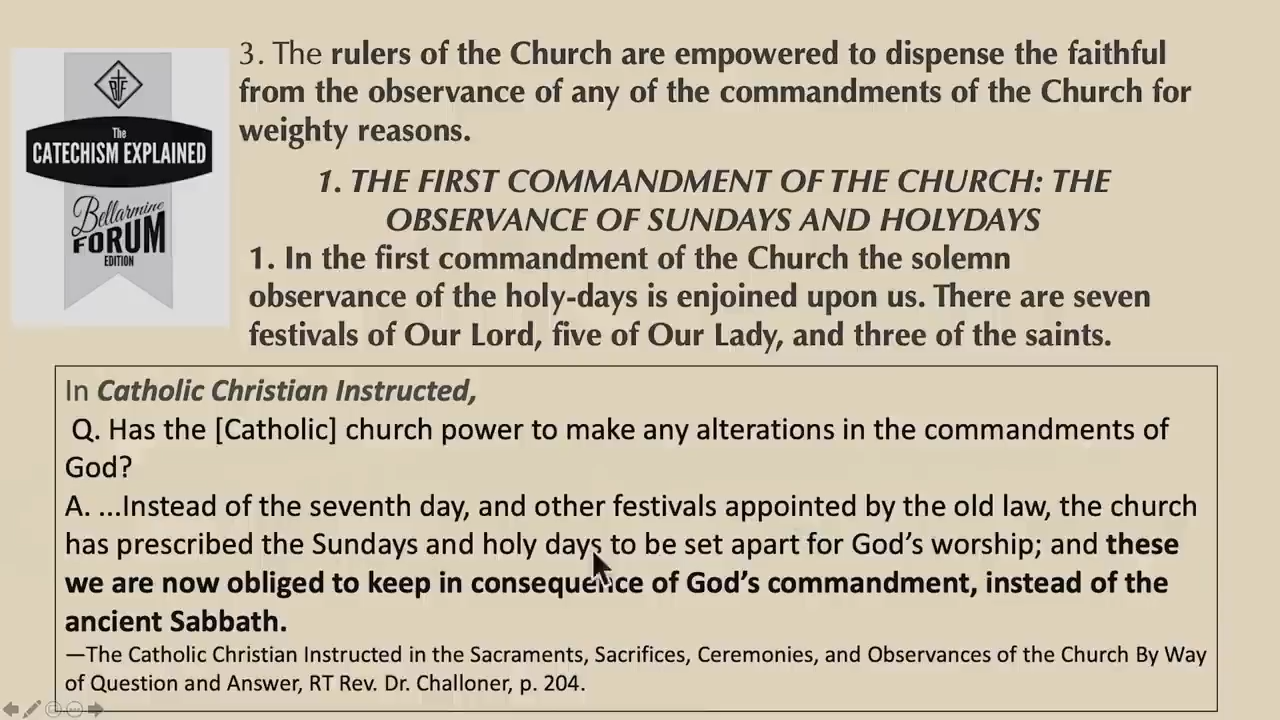 3. The rulers of the Church are empowered to dispense the faithful
from the observance of any of the commandments of the Church for
weighty reasons.
The
CATECHISM EXPLAINED
Bellarmine
FORUM
EDITION
1. THE FIRST COMMANDMENT OF THE CHURCH: THE
OBSERVANCE OF SUNDAYS AND HOLYDAYS
1. In the first commandment of the Church the solemn
observance of the holy-days is enjoined upon us. There are seven
festivals of Our Lord, five of Our Lady, and three of the saints.
In Catholic Christian Instructed,
Q. Has the [Catholic] church power to make any alterations in the commandments of
God?
A. ...Instead of the seventh day, and other festivals appointed by the old law, the church
has prescribed the Sundays and holy days to be set apart for God's worship; and these
we are now obliged to keep in consequence of God's commandment, instead of the
ancient Sabbath.
—The Catholic Christian Instructed in the Sacraments, Sacrifices, Ceremonies, and Observances of the Church By Way
of Question and Answer, RT Rev. Dr. Challoner, p. 204.